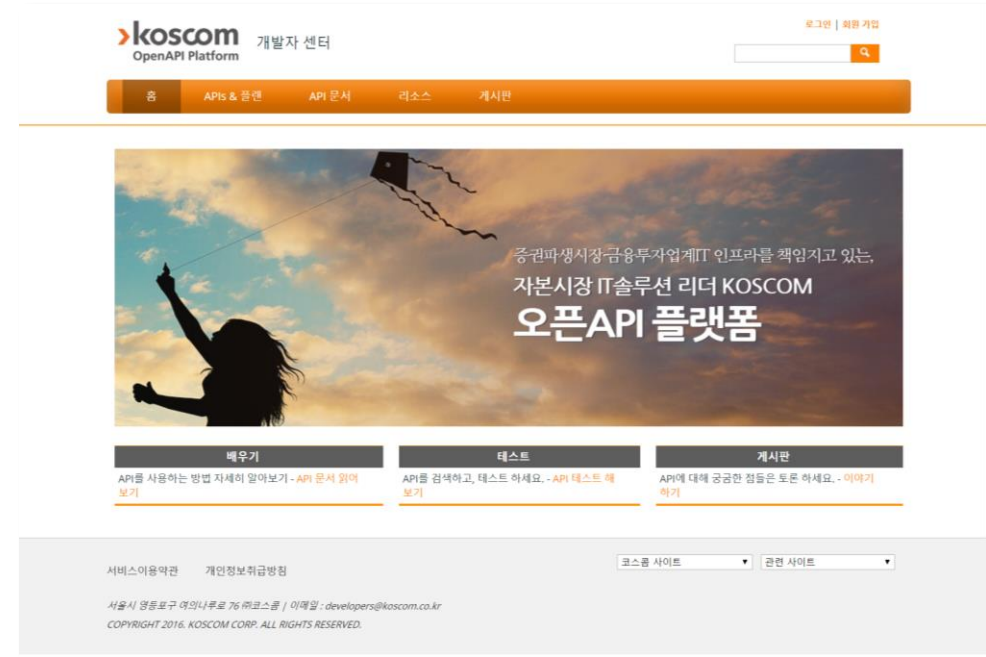 koscom
OpenAPI Platform
개발자 센터
로그인 | 회원 가입
홈 APIs & 플랜 API 문서 리소스 게시판
증권파생시장·금융투자업계IT 인프라를 책임지고 있는,
자본시장 IT솔루션 리더 KOSCOM
오픈API 플랫폼
배우기
API를 사용하는 방법 자세히 알아보기 - API 문서 읽어
보기
테스트
API를 검색하고, 테스트 하세요. - API 테스트 해
보기
게시판
API에 대해 궁금한 점들은 토론 하세요. - 이야기
하기
서비스이용약관 개인정보취급방침
코스콤 사이트 관련 사이트
서울시 영등포구 여의나루로 76 ㈜코스콤 | 이메일 : developers@koscom.co.kr
COPYRIGHT 2016. KOSCOM CORP. ALL RIGHTS RESERVED.